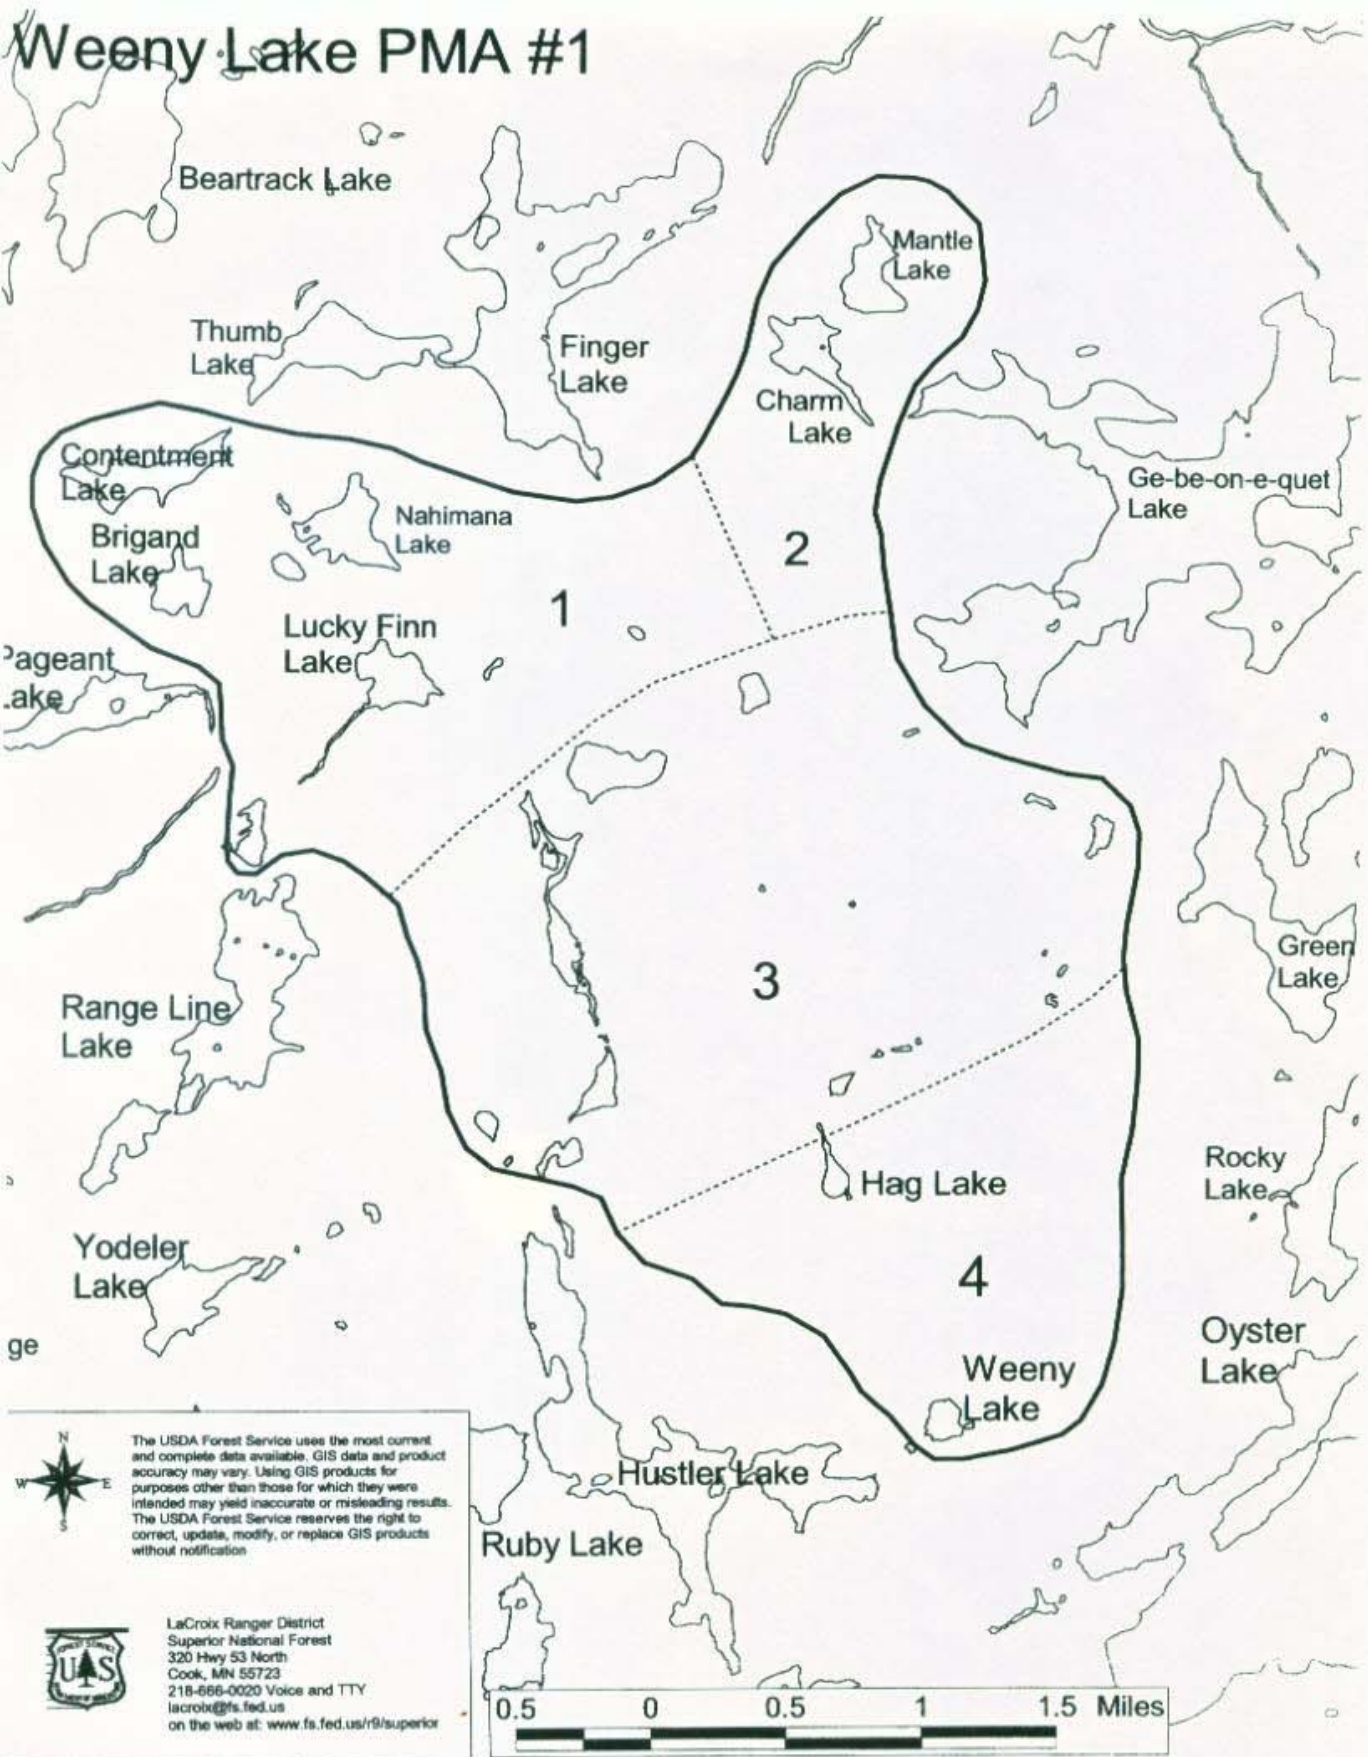 Weeny Lake PMA #1
Beartrack Lake
Mantle
Lake
Thumb
Lake
Finger
Lake
Charm
Lake
Contentment
Lake
Ge-be-on-e-quet
Lake
Nahimana
Lake
Brigand
Lake
2
1
Lucky Finn
Lake
Pageant
Lake
Green
Lake
3
Range Line
Lake
Rocky
Lake
Hag Lake
Yodeler
Lake
4
Oyster
Lake
ge
Weeny
Lake
Hustler Lake
Ruby Lake
N
W E
S
The USDA Forest Service uses the most current
and complete data available. GIS data and product
accuracy may vary. Using GIS products for
purposes other than those for which they were
intended may yield inaccurate or misleading results.
The USDA Forest Service reserves the right to
correct, update, modify, or replace GIS products
without notification
FOREST SERVICE
US
LaCroix Ranger District
Superior National Forest
320 Hwy 53 North
Cook, MN 55723
218-666-0020 Voice and TTY
lacroix@fs.fed.us
on the web at: www.fs.fed.us/r9/superior
0.5 0 0.5 1 1.5 Miles